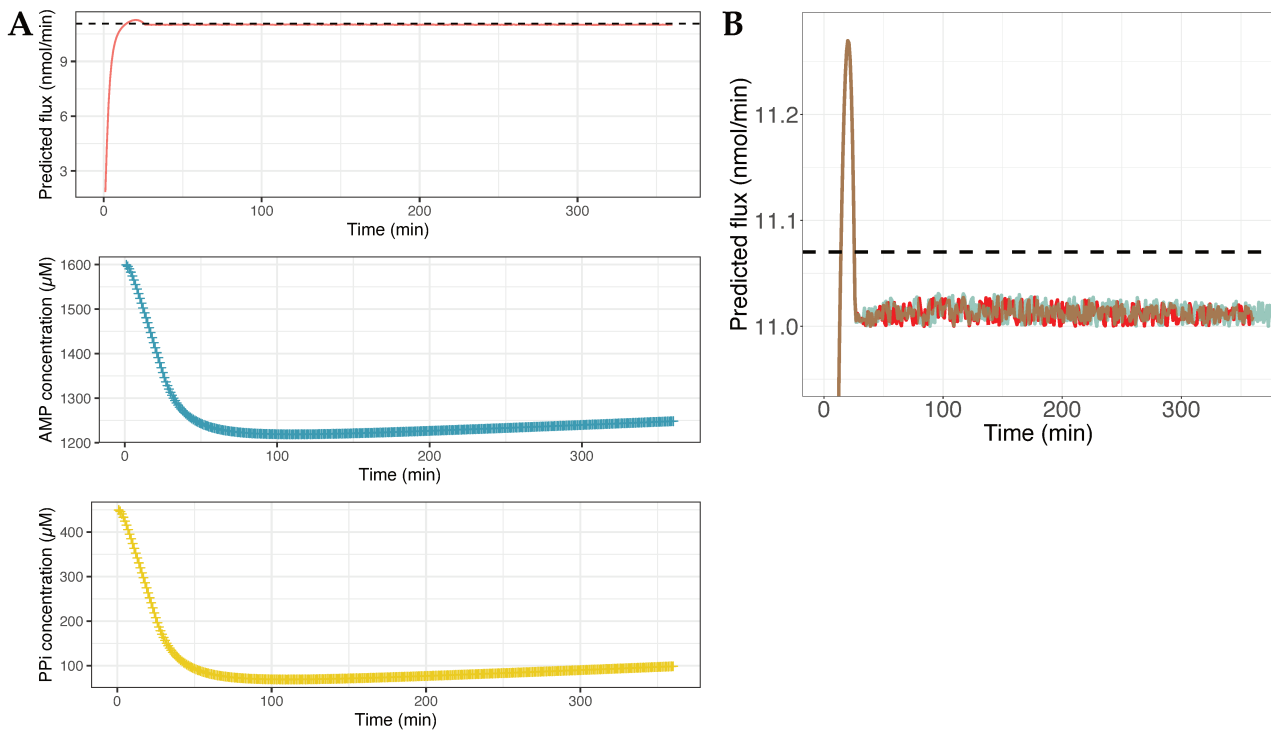 A
Predicted flux (nmol/min)
9
6
3
0 100 200 300
Time (min)
AMP concentration (µM)
1600
1500
1400
1300
1200
0 100 200 300
Time (min)
PPi concentration (µM)
400
300
200
100
0 100 200 300
Time (min)
B
Predicted flux (nmol/min)
11.2
11.1
11.0
0 100 200 300
Time (min)